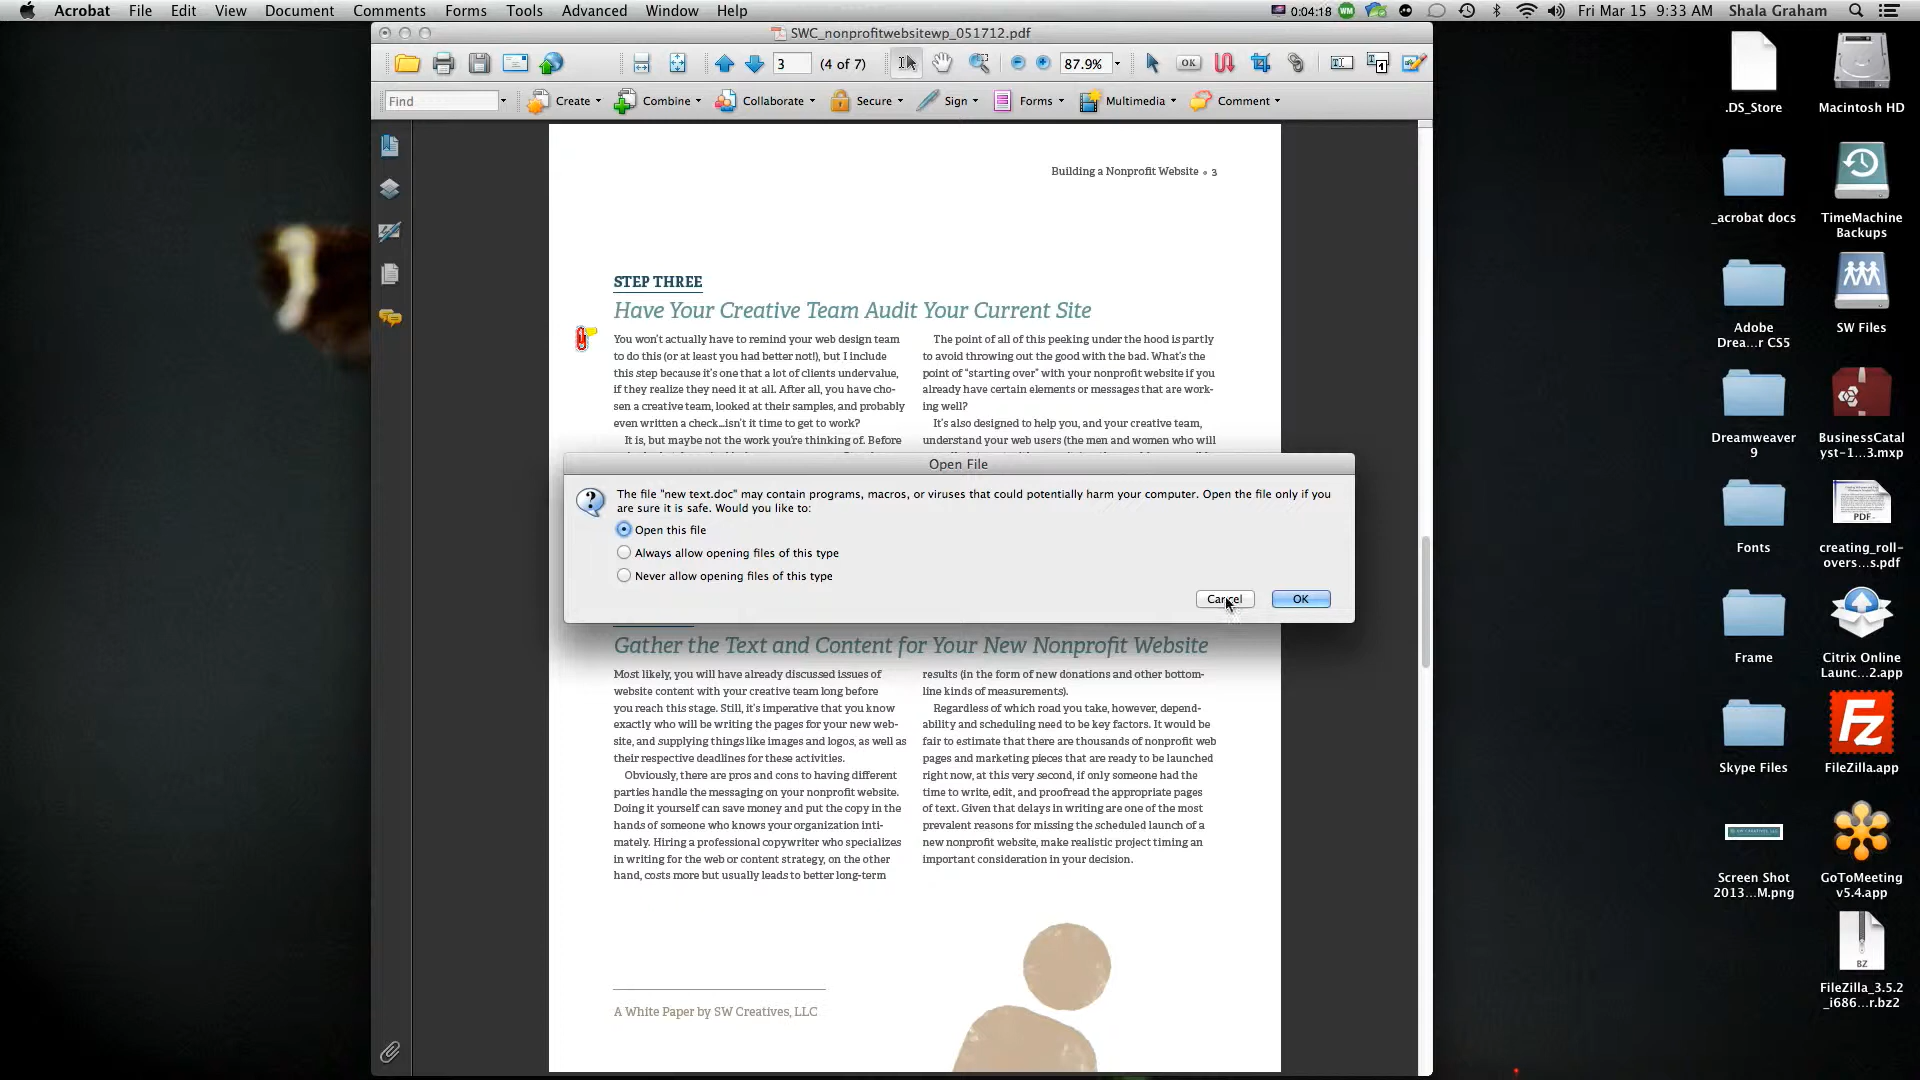 Acrobat File Edit View Document Comments Forms Tools Advanced Window Help
0:04:18 WM Fri Mar 15 9:33 AM Shala Graham
SWC_nonprofitwebsitewp_051712.pdf
3 (4 of 7) 87.9% OK
Find Create Combine Collaborate Secure Sign Forms Multimedia Comment
Building a Nonprofit Website • 3
STEP THREE
Have Your Creative Team Audit Your Current Site
You won't actually have to remind your web design team
to do this (or at least you had better not!), but I include
this step because it's one that a lot of clients undervalue,
if they realize they need it at all. After all, you have cho-
sen a creative team, looked at their samples, and probably
even written a check...isn't it time to get to work?
It is, but maybe not the work you're thinking of. Before
The point of all of this peeking under the hood is partly
to avoid throwing out the good with the bad. What's the
point of "starting over" with your nonprofit website if you
already have certain elements or messages that are work-
ing well?
It's also designed to help you, and your creative team,
understand your web users (the men and women who will
Open File
The file "new text.doc" may contain programs, macros, or viruses that could potentially harm your computer. Open the file only if you
are sure it is safe. Would you like to:
Open this file
Always allow opening files of this type
Never allow opening files of this type
Cancel OK
Gather the Text and Content for Your New Nonprofit Website
Most likely, you will have already discussed issues of
website content with your creative team long before
you reach this stage. Still, it's imperative that you know
exactly who will be writing the pages for your new web-
site, and supplying things like images and logos, as well as
their respective deadlines for these activities.
Obviously, there are pros and cons to having different
parties handle the messaging on your nonprofit website.
Doing it yourself can save money and put the copy in the
hands of someone who knows your organization inti-
mately. Hiring a professional copywriter who specializes
in writing for the web or content strategy, on the other
hand, costs more but usually leads to better long-term
results (in the form of new donations and other bottom-
line kinds of measurements).
Regardless of which road you take, however, depend-
ability and scheduling need to be key factors. It would be
fair to estimate that there are thousands of nonprofit web
pages and marketing pieces that are ready to be launched
right now, at this very second, if only someone had the
time to write, edit, and proofread the appropriate pages
of text. Given that delays in writing are one of the most
prevalent reasons for missing the scheduled launch of a
new nonprofit website, make realistic project timing an
important consideration in your decision.
A White Paper by SW Creatives, LLC
.DS_Store
Macintosh HD
_acrobat docs
TimeMachine
Backups
Adobe
Drea...r CS5
SW Files
Dreamweaver
9
BusinessCatal
yst-1...3.mxp
Fonts
PDF
creating_roll-
overs...s.pdf
Frame
Citrix Online
Launc...2.app
Skype Files
Fz
FileZilla.app
Screen Shot
2013...M.png
GoToMeeting
v5.4.app
BZ
FileZilla_3.5.2
_i686...r.bz2